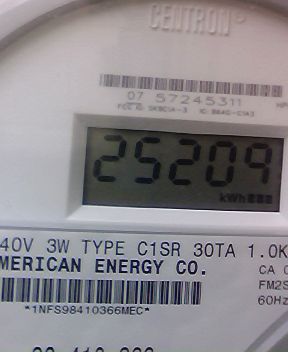 CENTRON®
07 57245311
25209
kWh
40V 3W TYPE C1SR 30TA 1.0K
MERICAN ENERGY CO.
CA 0
FM2S
60Hz
*1NFS98410366MEC*